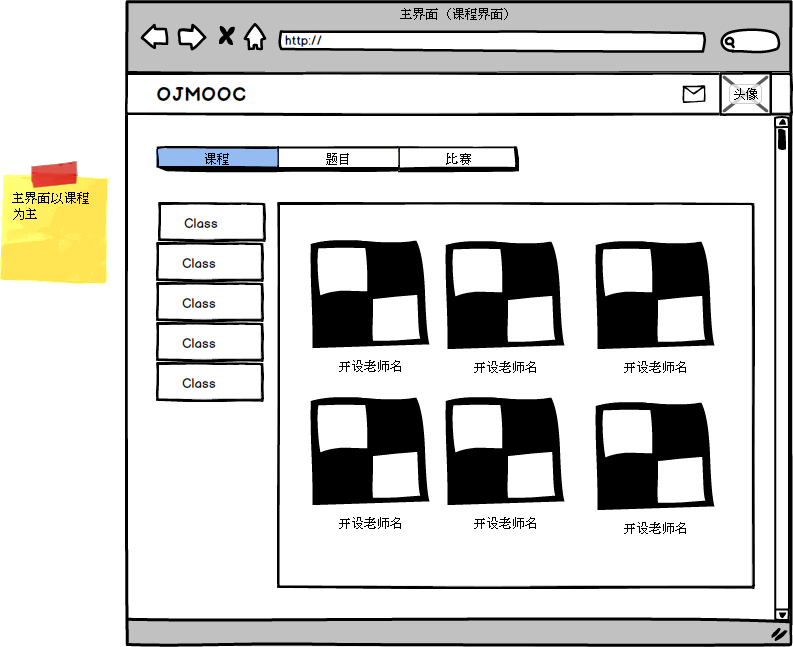 主界面（课程界面）
http://
OJMOOC
头像
课程
题目
比赛
主界面以课程
为主
Class
Class
Class
Class
Class
开设老师名
开设老师名
开设老师名
开设老师名
开设老师名
开设老师名